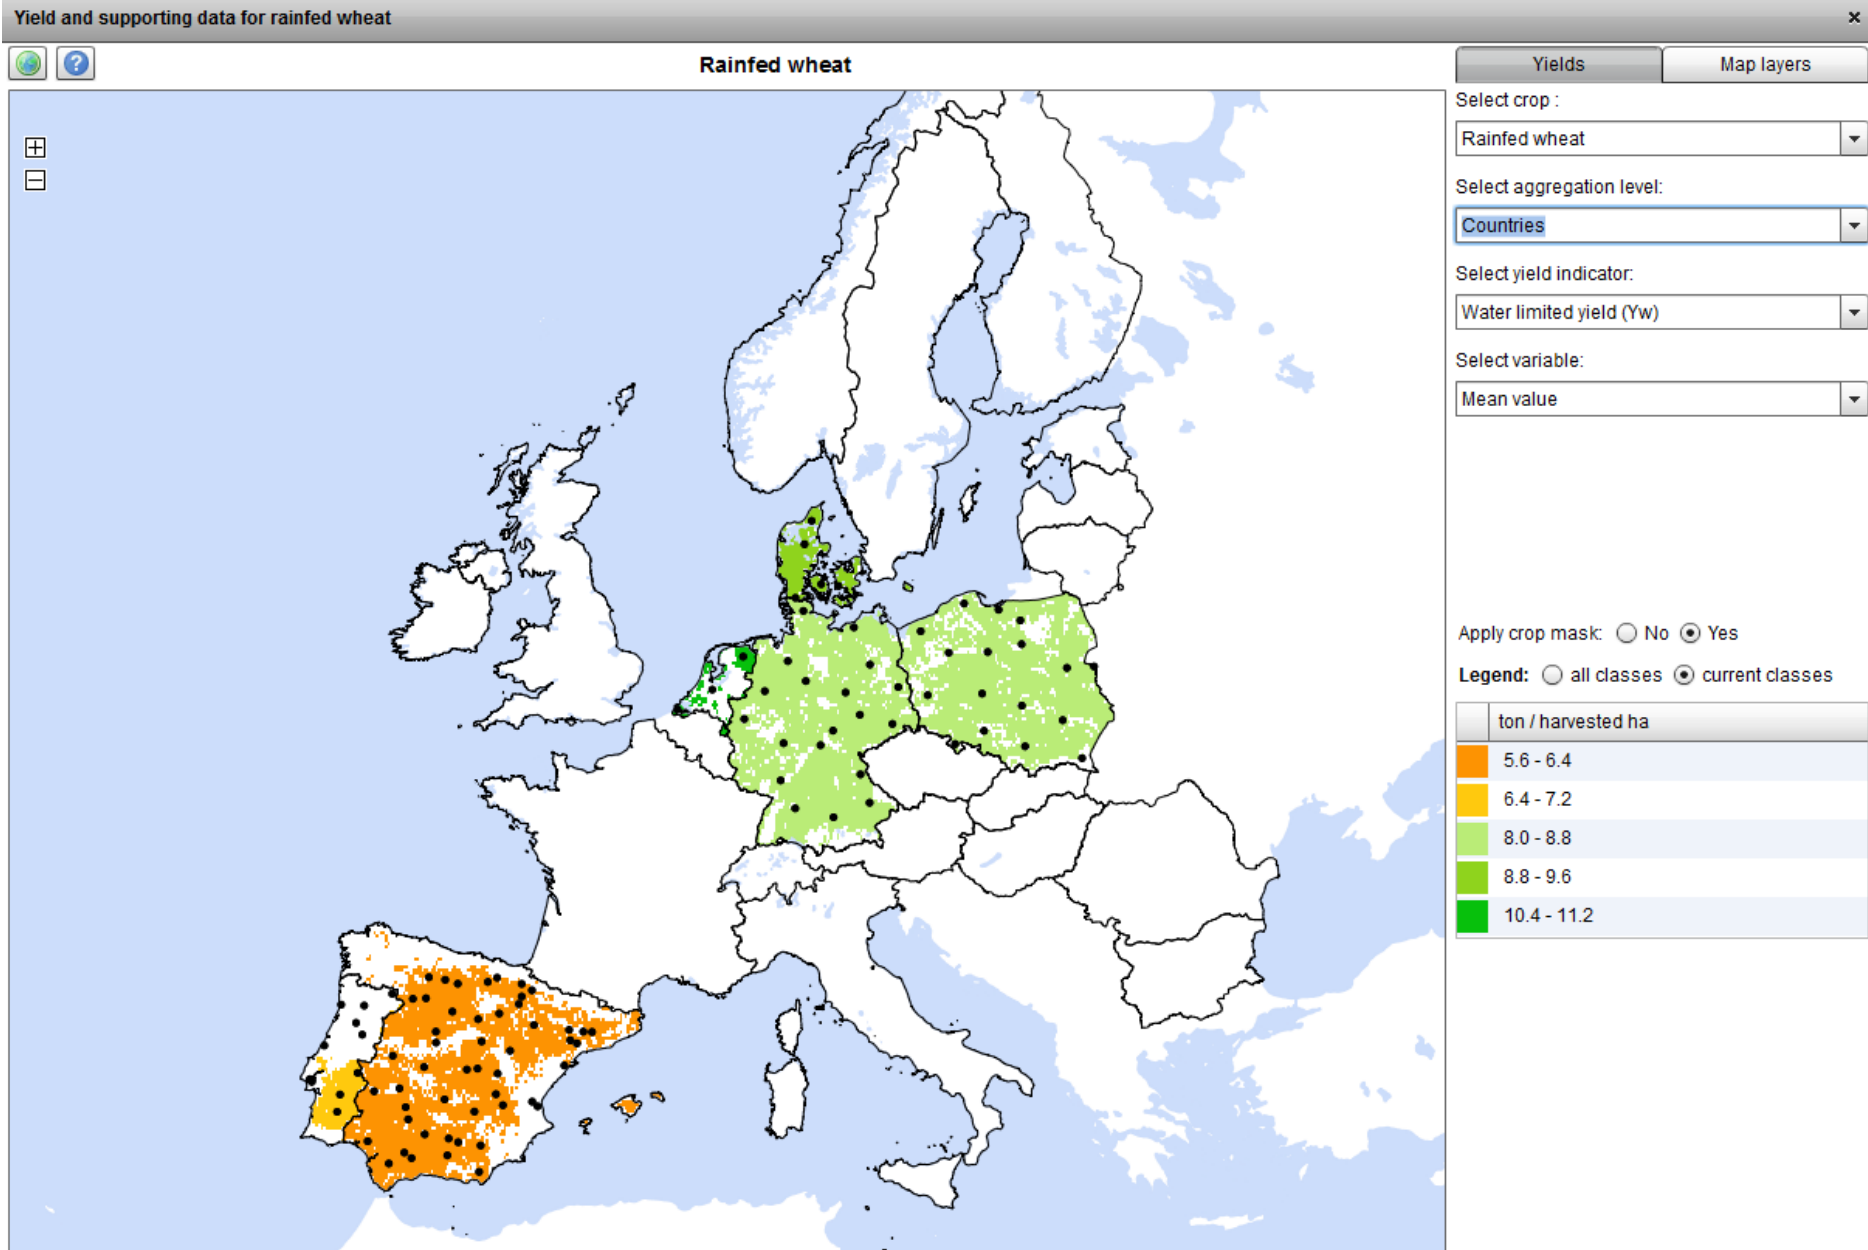 Yield and supporting data for rainfed wheat
Rainfed wheat
Yields
Map layers
Select crop :
Rainfed wheat
Select aggregation level:
Countries
Select yield indicator:
Water limited yield (Yw)
Select variable:
Mean value
Apply crop mask: No Yes
Legend: all classes current classes
ton / harvested ha
5.6 - 6.4
6.4 - 7.2
8.0 - 8.8
8.8 - 9.6
10.4 - 11.2